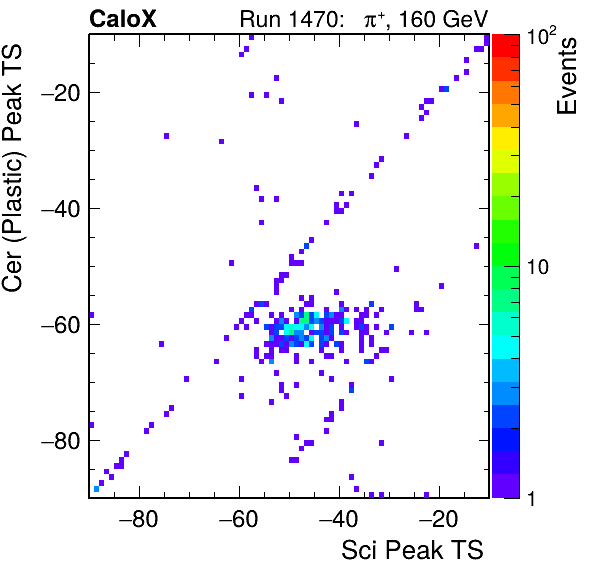 CaloX Run 1470: π⁺, 160 GeV
Cer (Plastic) Peak TS
−20
−40
−60
−80
−80 −60 −40 −20
Sci Peak TS
10²
10
1
Events